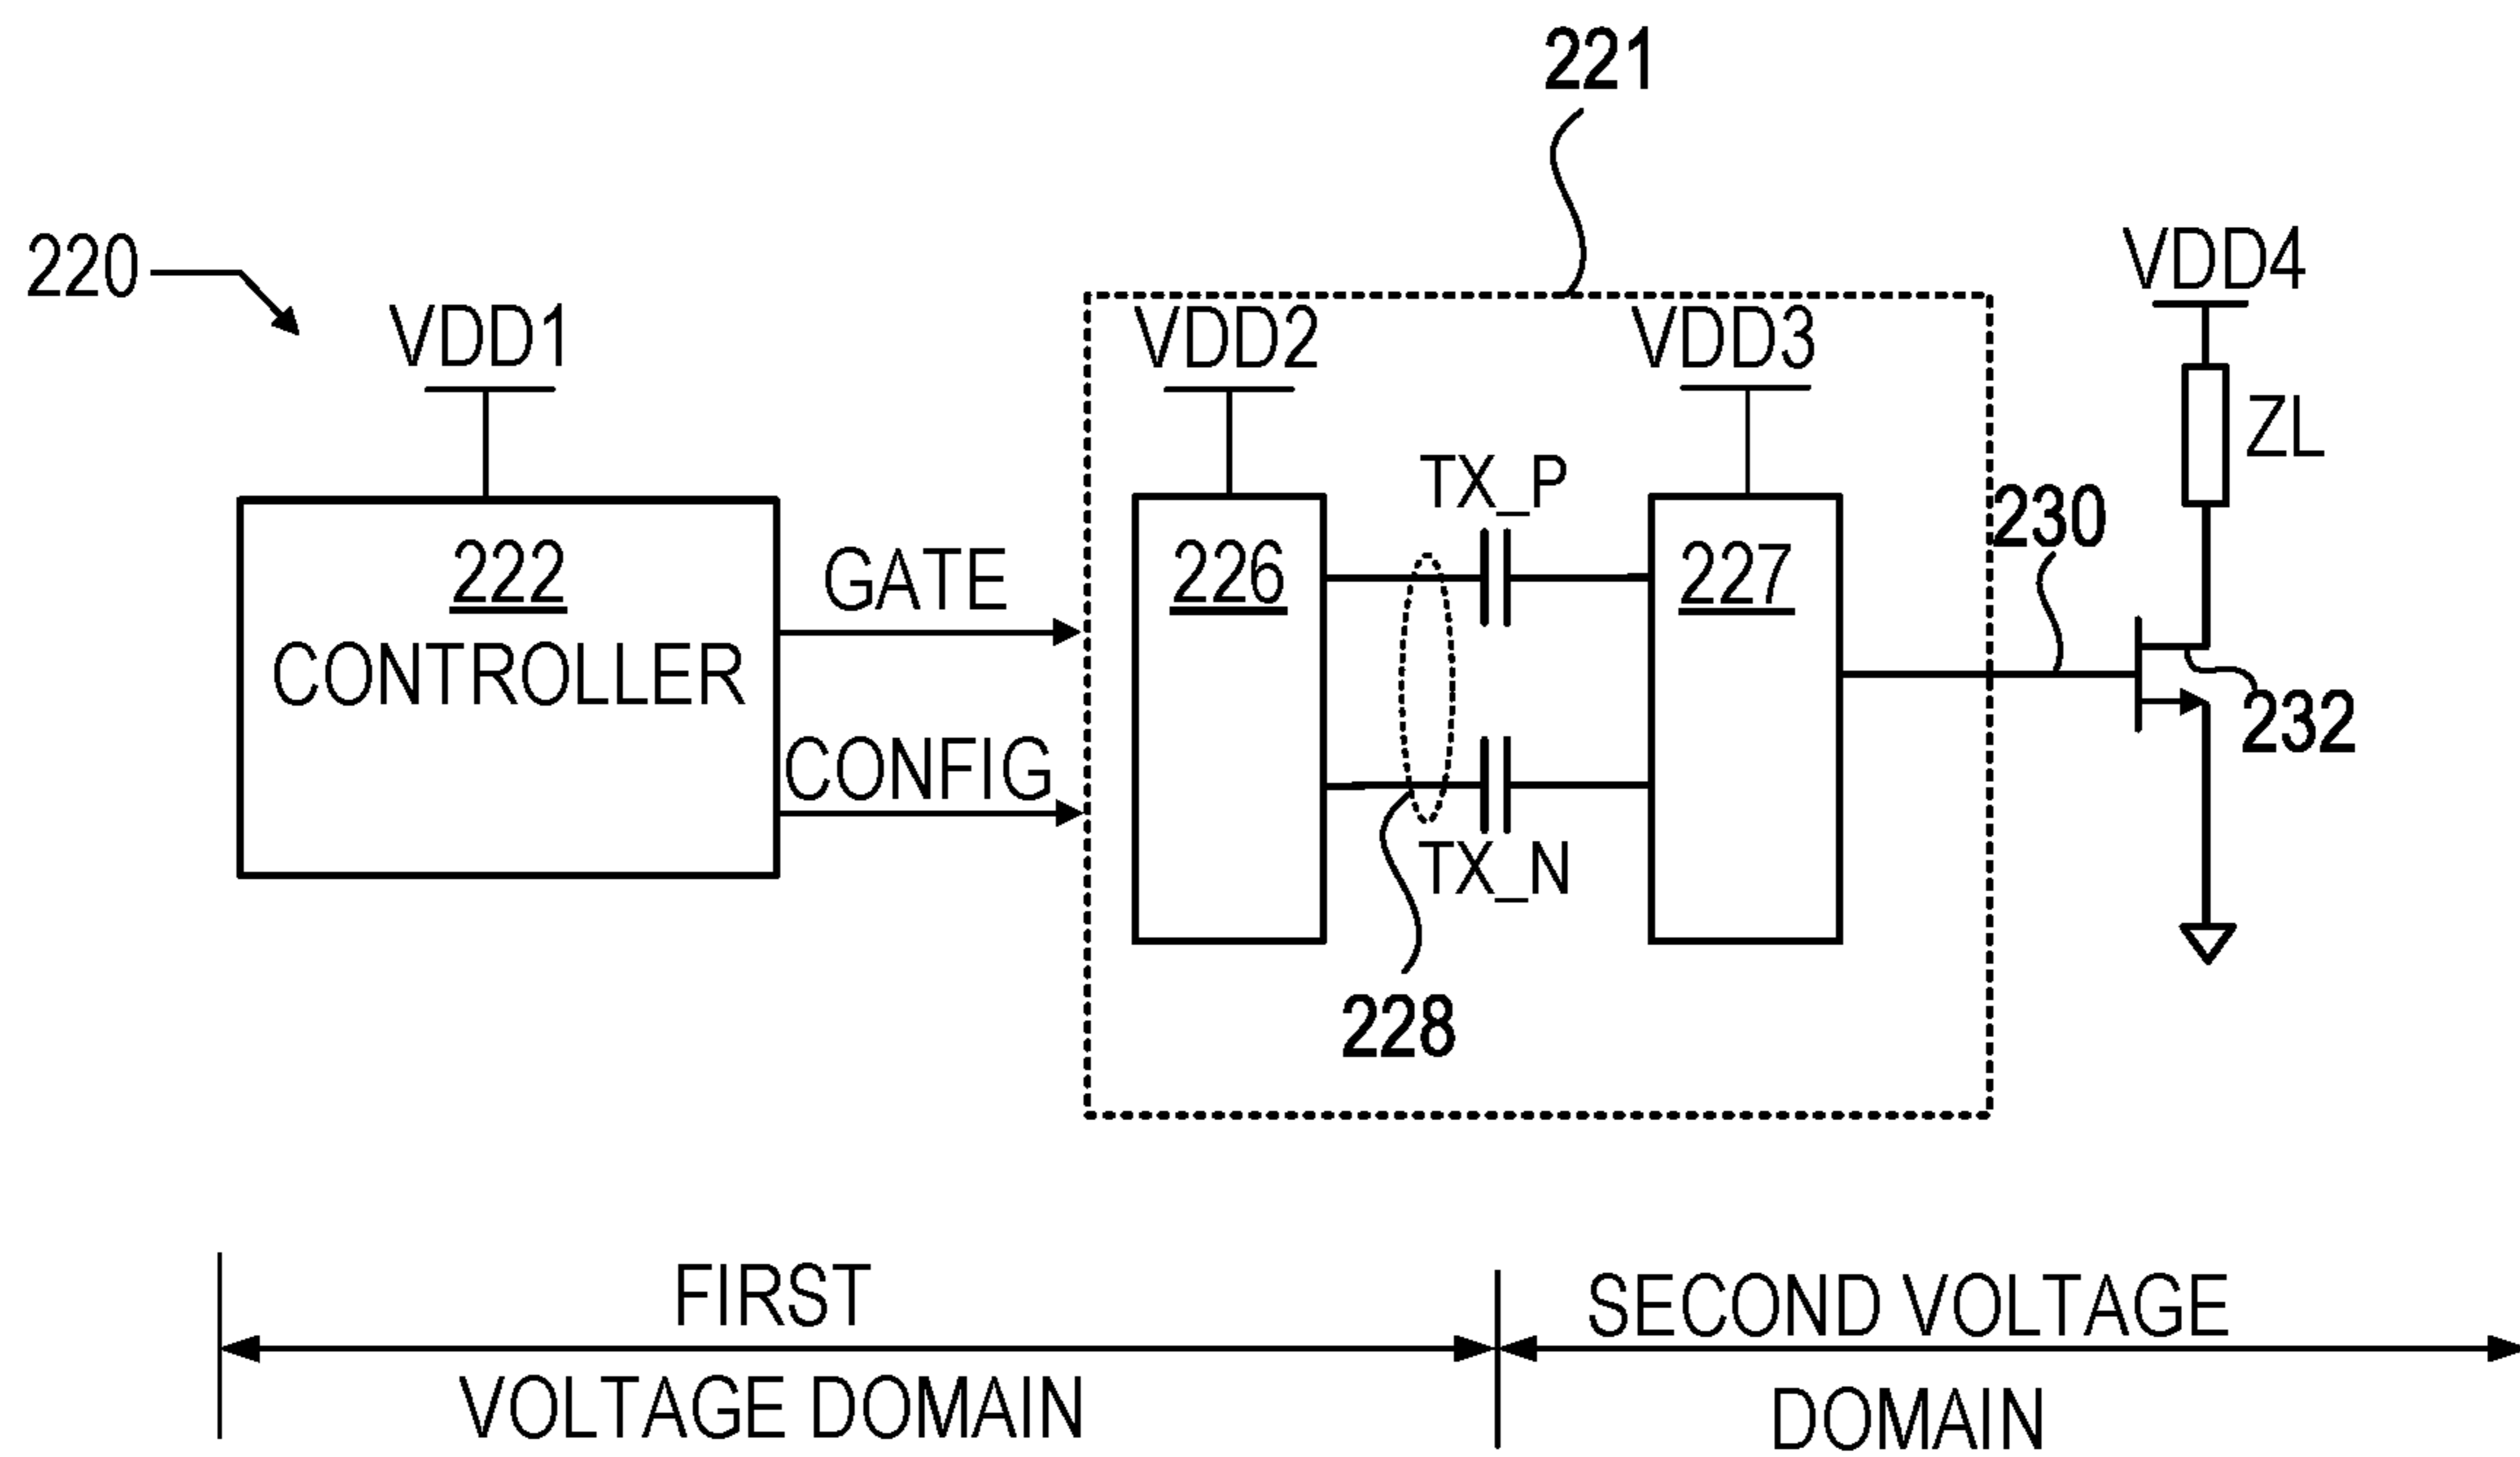 221
220
VDD1
VDD2
VDD3
VDD4
ZL
TX_P
230
222
CONTROLLER
GATE
CONFIG
226
227
232
TX_N
228
FIRST
VOLTAGE DOMAIN
SECOND VOLTAGE
DOMAIN